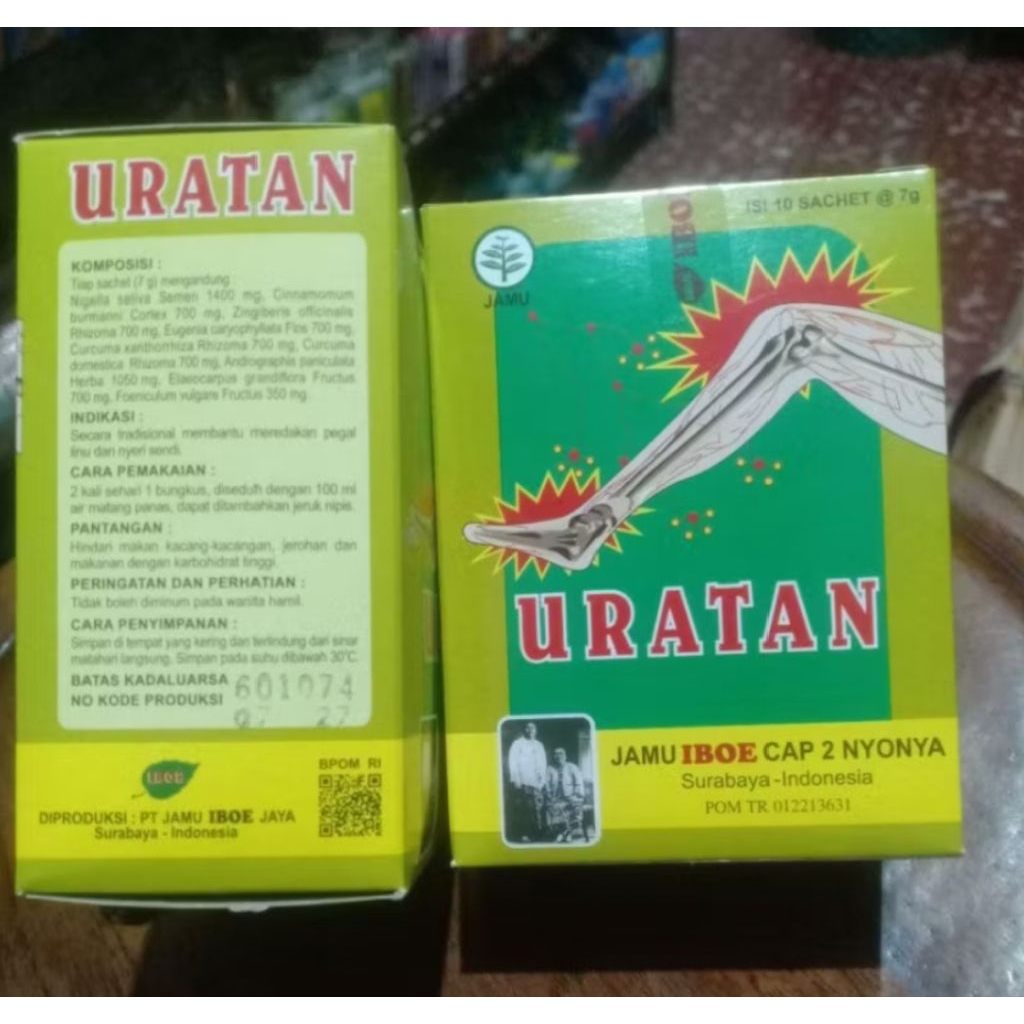 URATAN
KOMPOSISI :
Tiap sachet (7 g) mengandung :
Nigella sativa Semen 1400 mg, Cinnamomum
burmanni Cortex 700 mg, Zingiberis officinalis
Rhizoma 700 mg, Eugenia caryophyllata Flos 700 mg,
Curcuma xanthorrhiza Rhizoma 700 mg, Curcuma
domestica Rhizoma 700 mg, Andrographis paniculata
Herba 1050 mg, Elaeocarpus grandiflora Fructus
700 mg, Foeniculum vulgare Fructus 350 mg.
INDIKASI :
Secara tradisional membantu meredakan pegal
linu dan nyeri sendi.
CARA PEMAKAIAN :
2 kali sehari 1 bungkus, diseduh dengan 100 ml
air matang panas, dapat ditambahkan jeruk nipis.
PANTANGAN :
Hindari makan kacang-kacangan, jerohan dan
makanan dengan karbohidrat tinggi.
PERINGATAN DAN PERHATIAN :
Tidak boleh diminum pada wanita hamil.
CARA PENYIMPANAN :
Simpan di tempat yang kering dan terlindung dari sinar
matahari langsung. Simpan pada suhu dibawah 30°C.
BATAS KADALUARSA
NO KODE PRODUKSI
601074
07 27
IBOE
BPOM RI
DIPRODUKSI : PT JAMU IBOE JAYA
Surabaya - Indonesia
ISI 10 SACHET @ 7g
IBO
JAMU
URATAN
JAMU IBOE CAP 2 NYONYA
Surabaya - Indonesia
POM TR 012213631